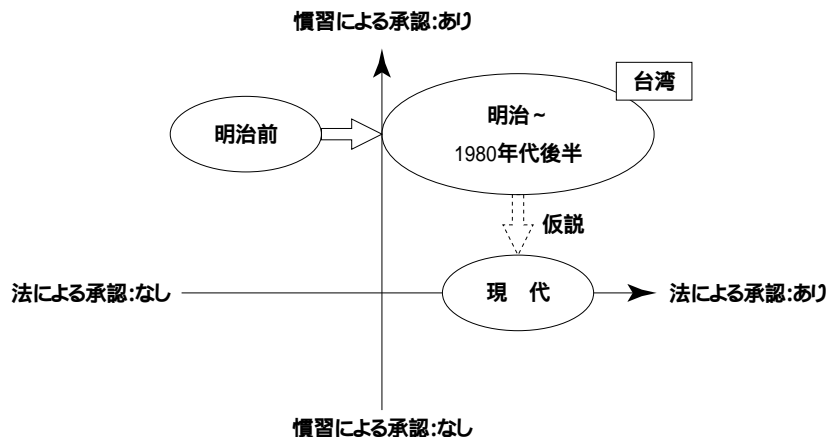 慣習による承認:あり
台湾
明治前
明治~
1980年代後半
仮説
法による承認:なし
現　代
法による承認:あり
慣習による承認:なし